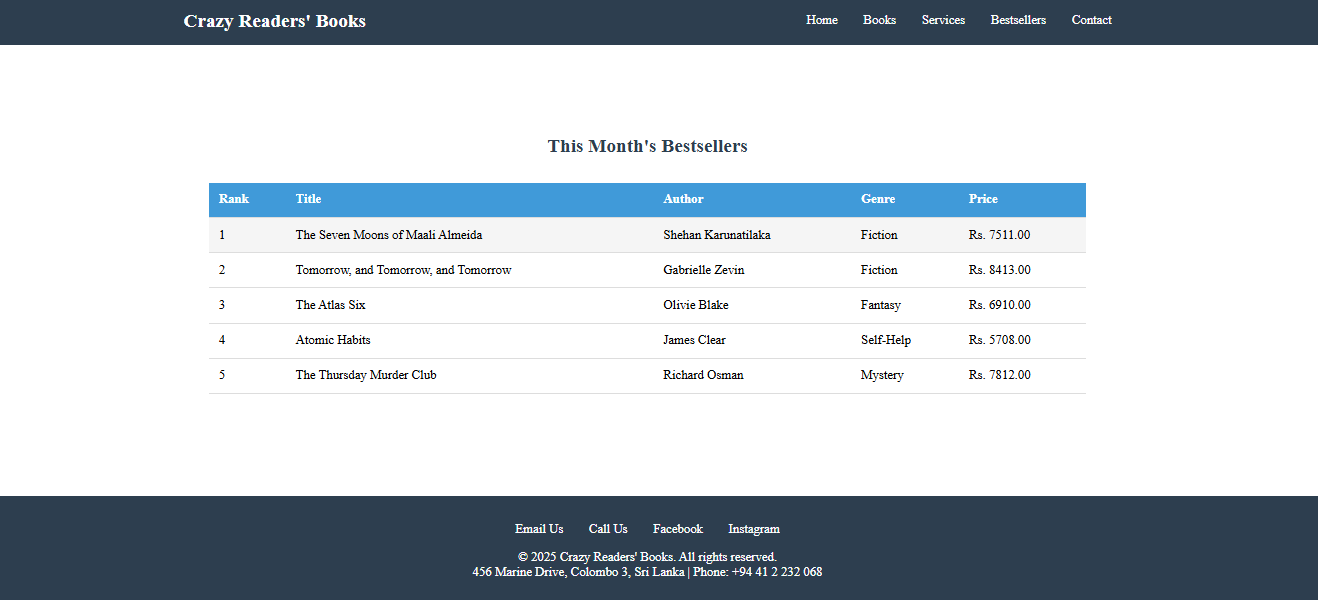 Crazy Readers' Books Home Books Services Bestsellers Contact
This Month's Bestsellers
Rank Title Author Genre Price
1 The Seven Moons of Maali Almeida Shehan Karunatilaka Fiction Rs. 7511.00
2 Tomorrow, and Tomorrow, and Tomorrow Gabrielle Zevin Fiction Rs. 8413.00
3 The Atlas Six Olivie Blake Fantasy Rs. 6910.00
4 Atomic Habits James Clear Self-Help Rs. 5708.00
5 The Thursday Murder Club Richard Osman Mystery Rs. 7812.00
Email Us Call Us Facebook Instagram
© 2025 Crazy Readers' Books. All rights reserved.
456 Marine Drive, Colombo 3, Sri Lanka | Phone: +94 41 2 232 068